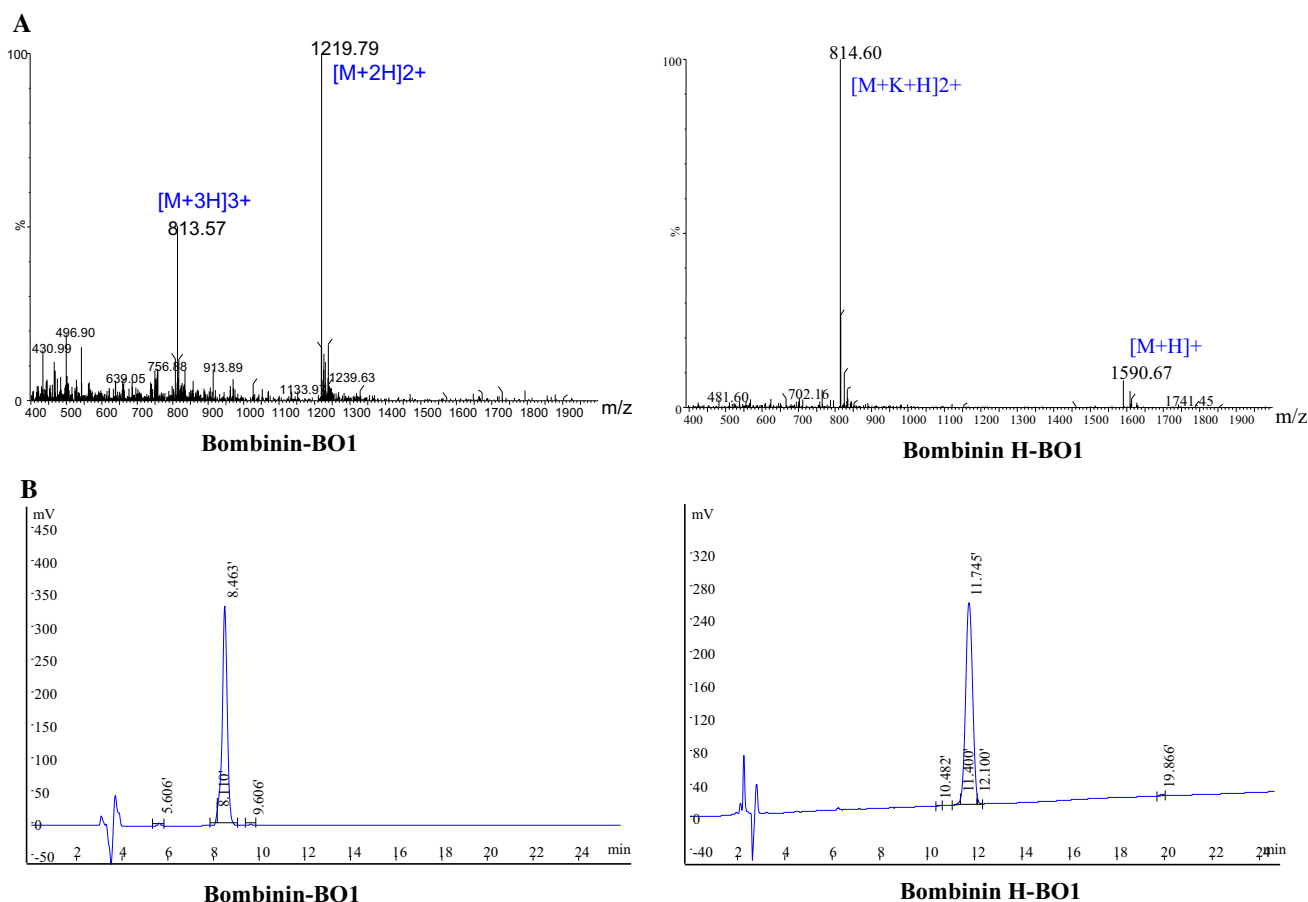 A
1219.79
[M+2H]2+
100
[M+3H]3+
813.57
%
496.90
430.99
639.05
756.88
913.89
1133.97
1239.63
0
400 500 600 700 800 900 1000 1100 1200 1300 1400 1500 1600 1700 1800 1900
m/z
Bombinin-BO1
814.60
100
[M+K+H]2+
%
[M+H]+
1590.67
481.60
702.16
1741.45
0
400 500 600 700 800 900 1000 1100 1200 1300 1400 1500 1600 1700 1800 1900
m/z
Bombinin H-BO1
B
mV
450
400
350
300
250
200
150
100
50
0
-50
5.606'
8.110'
8.463'
9.606'
2 4 6 8 10 12 14 16 18 20 22 24
min
Bombinin-BO1
mV
320
280
240
200
160
120
80
40
0
-40
10.482'
11.400'
11.745'
12.100'
19.866'
2 4 6 8 10 12 14 16 18 20 22 24
min
Bombinin H-BO1